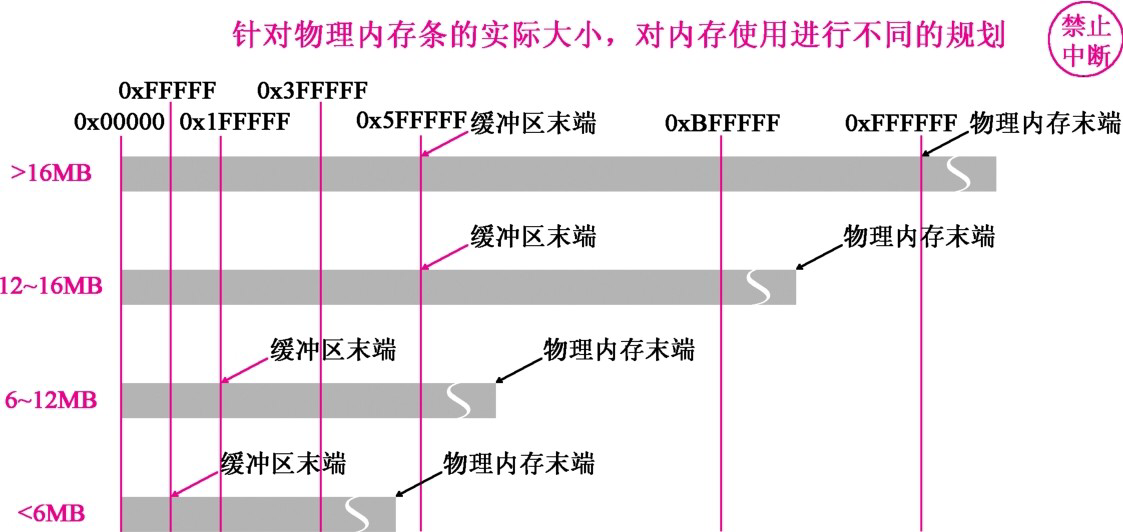 针对物理内存条的实际大小，对内存使用进行不同的规划
禁止
中断
0xFFFFF 0x3FFFFF
0x00000 0x1FFFFF 0x5FFFFF 缓冲区末端 0xBFFFFF 0xFFFFFF 物理内存末端
>16MB
缓冲区末端 物理内存末端
12~16MB
缓冲区末端 物理内存末端
6~12MB
缓冲区末端 物理内存末端
<6MB